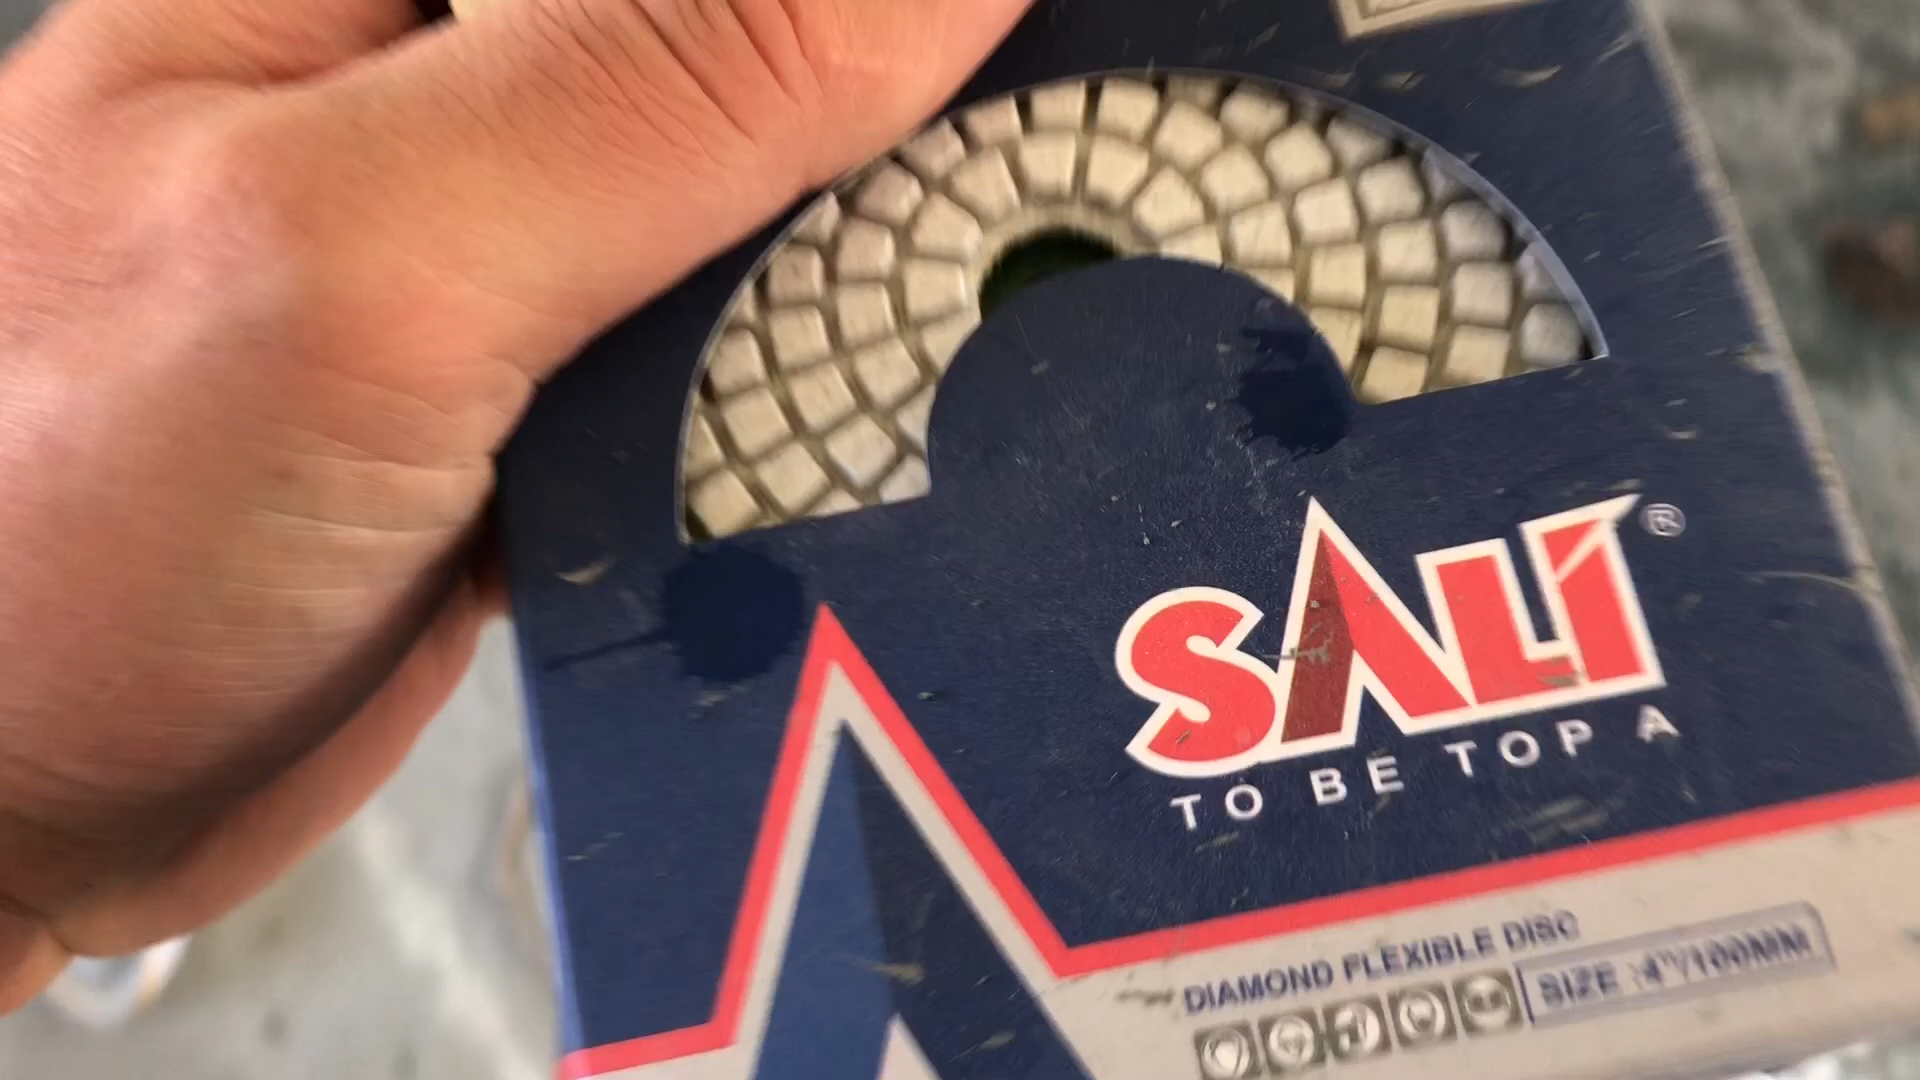 SALI®
TO BE TOP A
DIAMOND FLEXIBLE DISC
SIZE :4"/100MM